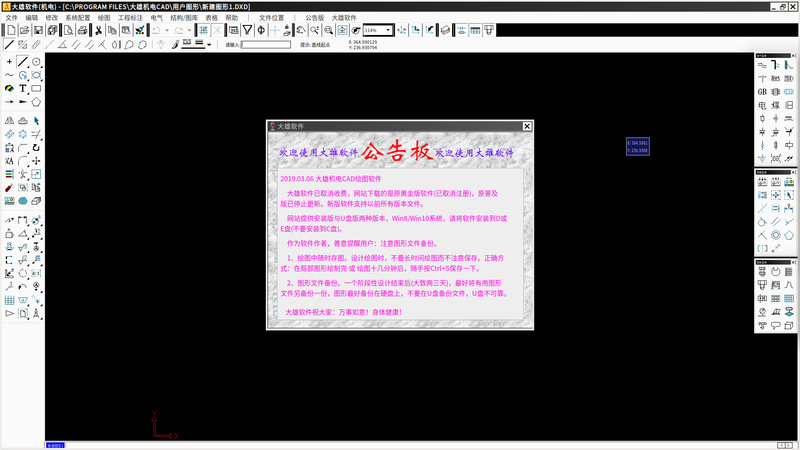 大雄软件(机电) - [C:\PROGRAM FILES\大雄机电CAD\用户图形\新建图形1.DXD]
文件 编辑 修改 系统配置 绘图 工程标注 电气 结构/图库 表格 帮助 文件位置 公告版 大雄软件
114%
请输入: 提示: 直线起点
X: 364.590129
Y: 236.930794
GB
大雄软件
欢迎使用大雄软件 公告板 欢迎使用大雄软件
2019.03.06 大雄机电CAD绘图软件
大雄软件已取消收费，网站下载的是原黄金版软件(已取消注册)，原普及
版已停止更新。新版软件支持以前所有版本文件。
网站提供安装版与U盘版两种版本，Win8/Win10系统，请将软件安装到D或
E盘(不要安装到C盘)。
作为软件作者，善意提醒用户：注意图形文件备份。
1、绘图中随时存图。设计绘图时，不要长时间绘图而不注意保存。正确方
式：在局部图形绘制完 或 绘图十几分钟后，随手按Ctrl+S保存一下。
2、图形文件备份。一个阶段性设计结束后(大致两三天)，最好将有用图形
文件另备份一份，图形最好备份在硬盘上，不要在U盘备份文件，U盘不可靠。
大雄软件祝大家：万事如意！身体健康！
X: 364.5901
Y: 236.9308
X
Y